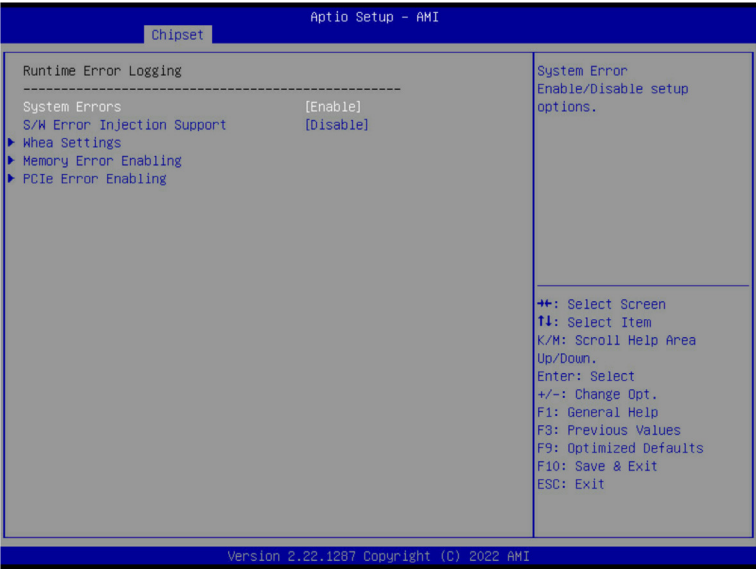 Aptio Setup – AMI
Chipset
Runtime Error Logging
--------------------------------------------------
System Errors [Enable]
S/W Error Injection Support [Disable]
Whea Settings
Memory Error Enabling
PCIe Error Enabling
System Error
Enable/Disable setup
options.
→←: Select Screen
↑↓: Select Item
K/M: Scroll Help Area
Up/Down.
Enter: Select
+/-: Change Opt.
F1: General Help
F3: Previous Values
F9: Optimized Defaults
F10: Save & Exit
ESC: Exit
Version 2.22.1287 Copyright (C) 2022 AMI